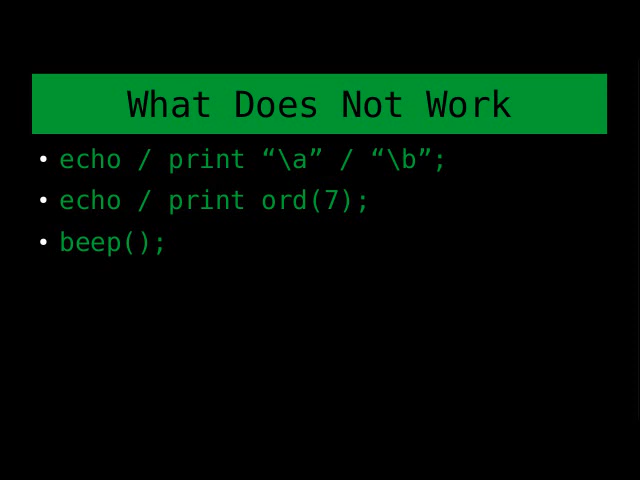 What Does Not Work
• echo / print “\a” / “\b”;
• echo / print ord(7);
• beep();